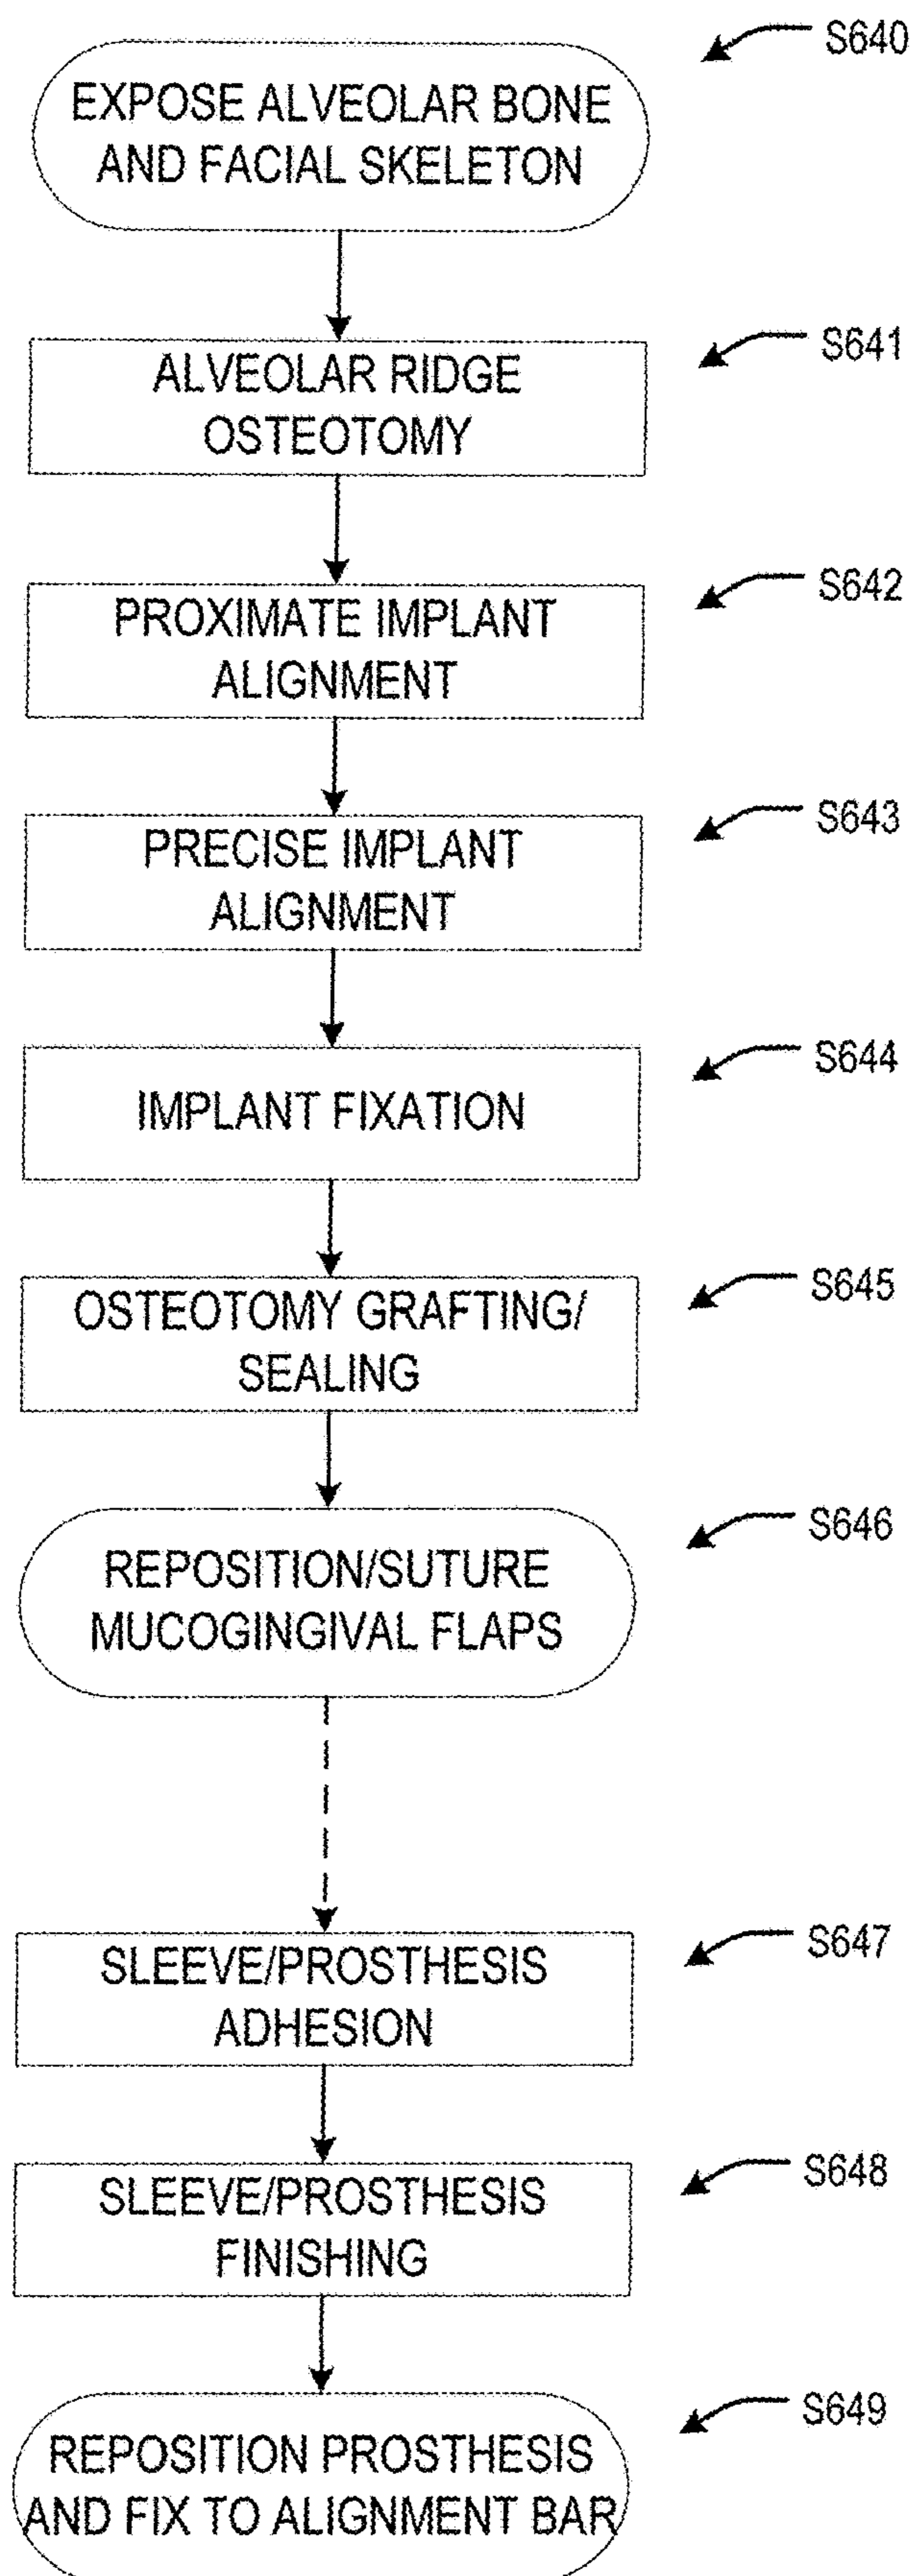 S640
EXPOSE ALVEOLAR BONE
AND FACIAL SKELETON
S641
ALVEOLAR RIDGE
OSTEOTOMY
S642
PROXIMATE IMPLANT
ALIGNMENT
S643
PRECISE IMPLANT
ALIGNMENT
S644
IMPLANT FIXATION
S645
OSTEOTOMY GRAFTING/
SEALING
S646
REPOSITION/SUTURE
MUCOGINGIVAL FLAPS
S647
SLEEVE/PROSTHESIS
ADHESION
S648
SLEEVE/PROSTHESIS
FINISHING
S649
REPOSITION PROSTHESIS
AND FIX TO ALIGNMENT BAR